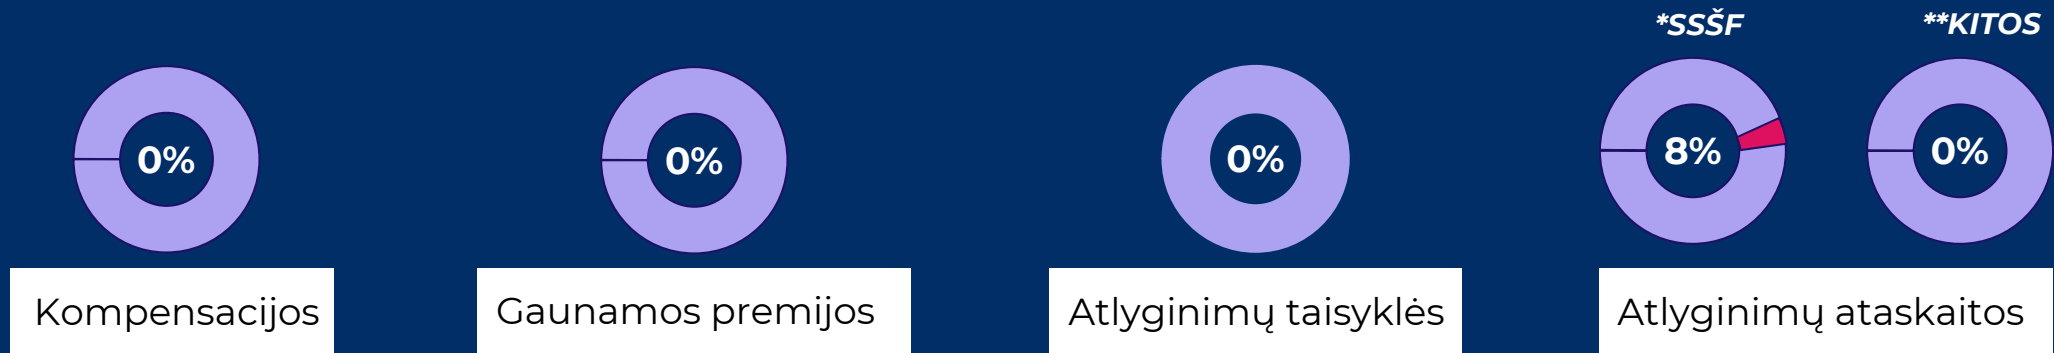 *SSŠF
**KITOS
0%
0%
0%
8%
0%
Kompensacijos
Gaunamos premijos
Atlyginimų taisyklės
Atlyginimų ataskaitos